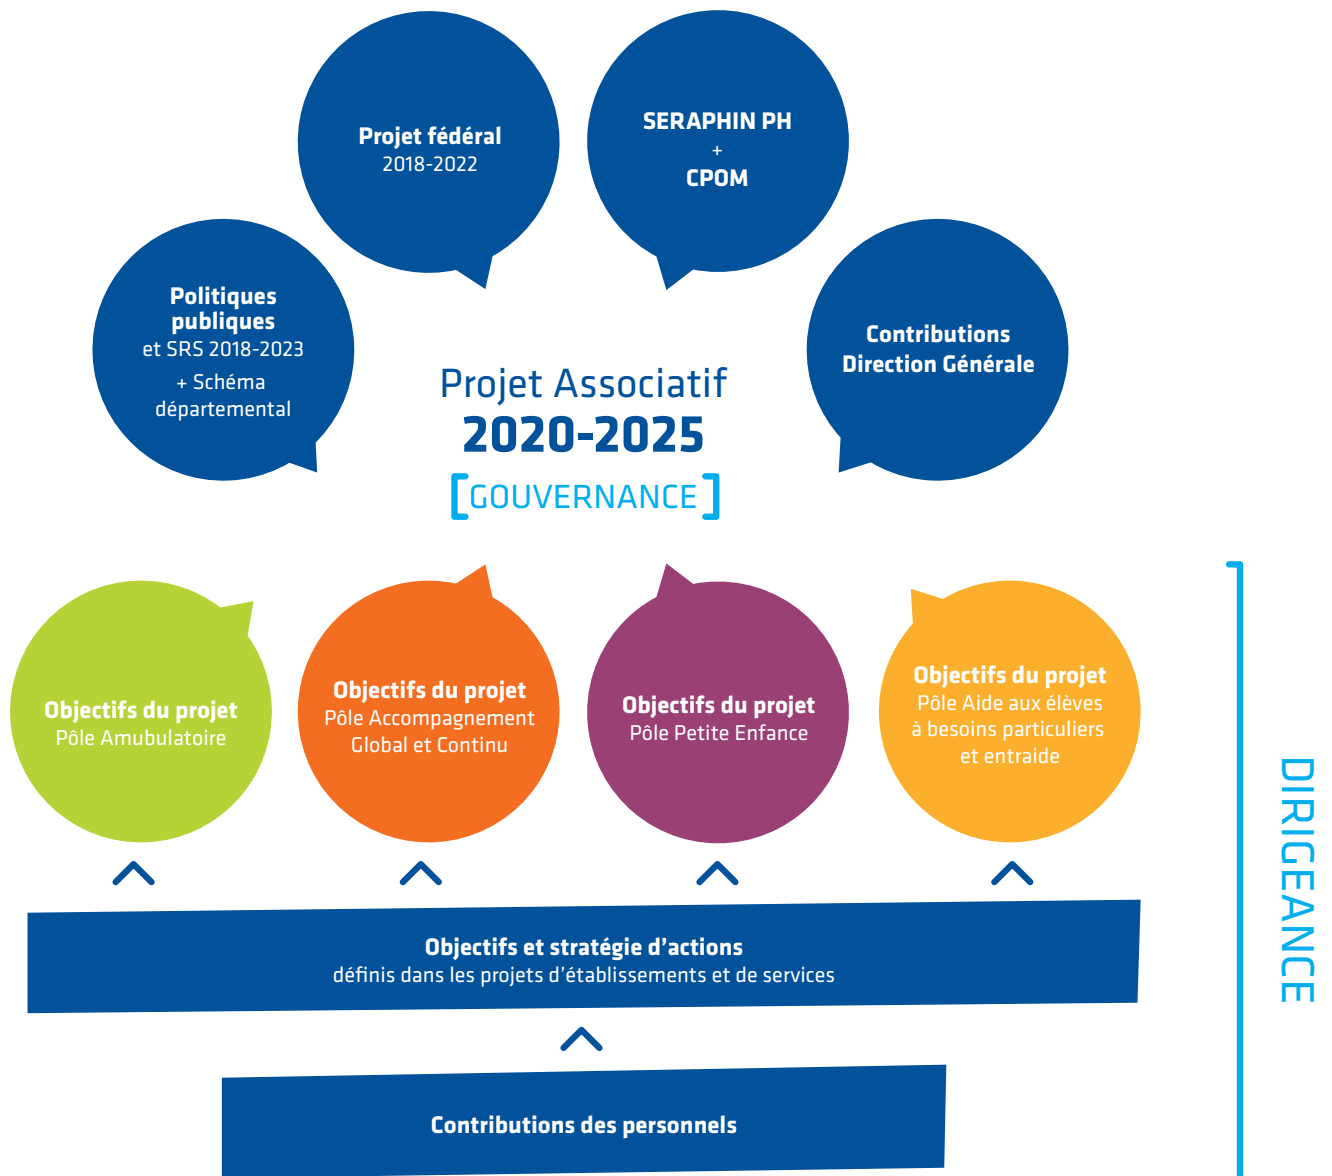 Projet fédéral
2018-2022
SERAPHIN PH
+
CPOM
Politiques
publiques
et SRS 2018-2023
+ Schéma
départemental
Contributions
Direction Générale
Projet Associatif
2020-2025
[GOUVERNANCE]
Objectifs du projet
Pôle Amubulatoire
Objectifs du projet
Pôle Accompagnement
Global et Continu
Objectifs du projet
Pôle Petite Enfance
Objectifs du projet
Pôle Aide aux élèves
à besoins particuliers
et entraide
Objectifs et stratégie d’actions
définis dans les projets d’établissements et de services
Contributions des personnels
DIRIGEANCE